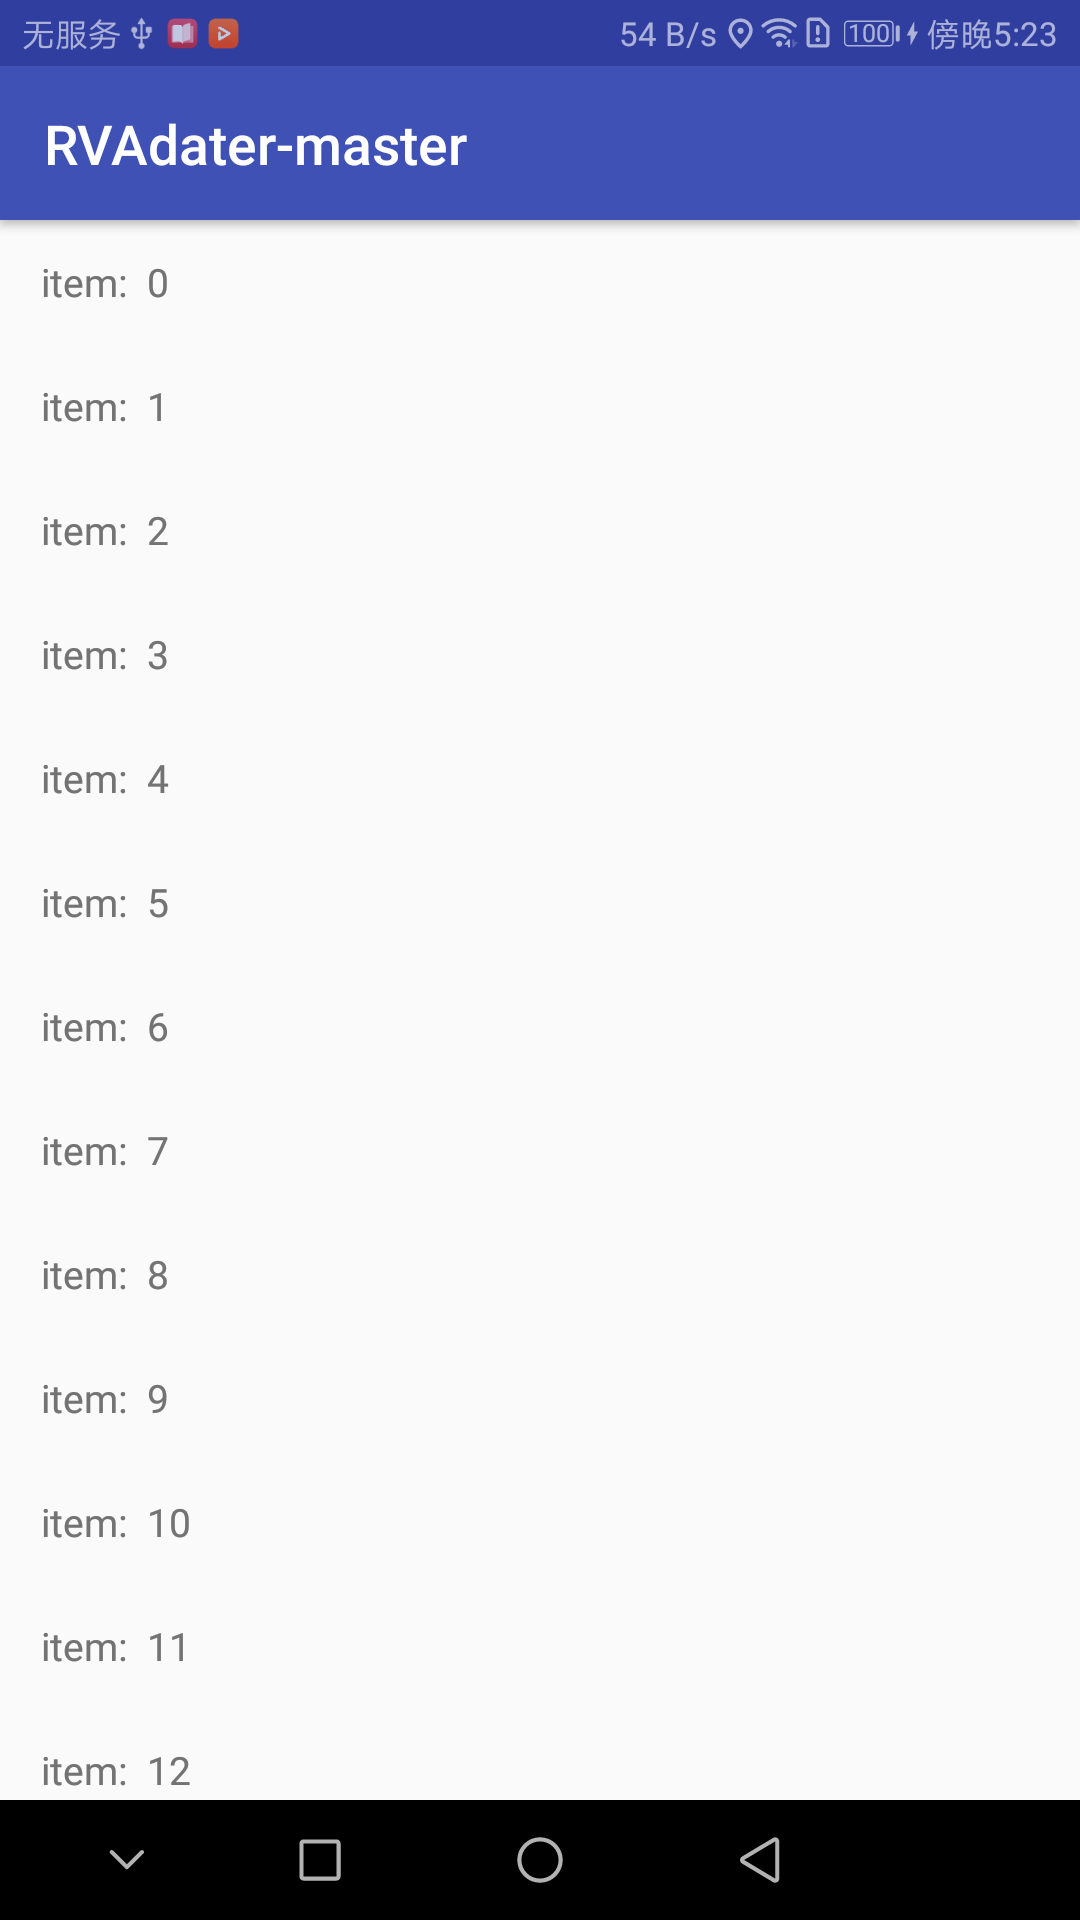 无服务 54 B/s 100 傍晚5:23
RVAdater-master
item: 0
item: 1
item: 2
item: 3
item: 4
item: 5
item: 6
item: 7
item: 8
item: 9
item: 10
item: 11
item: 12